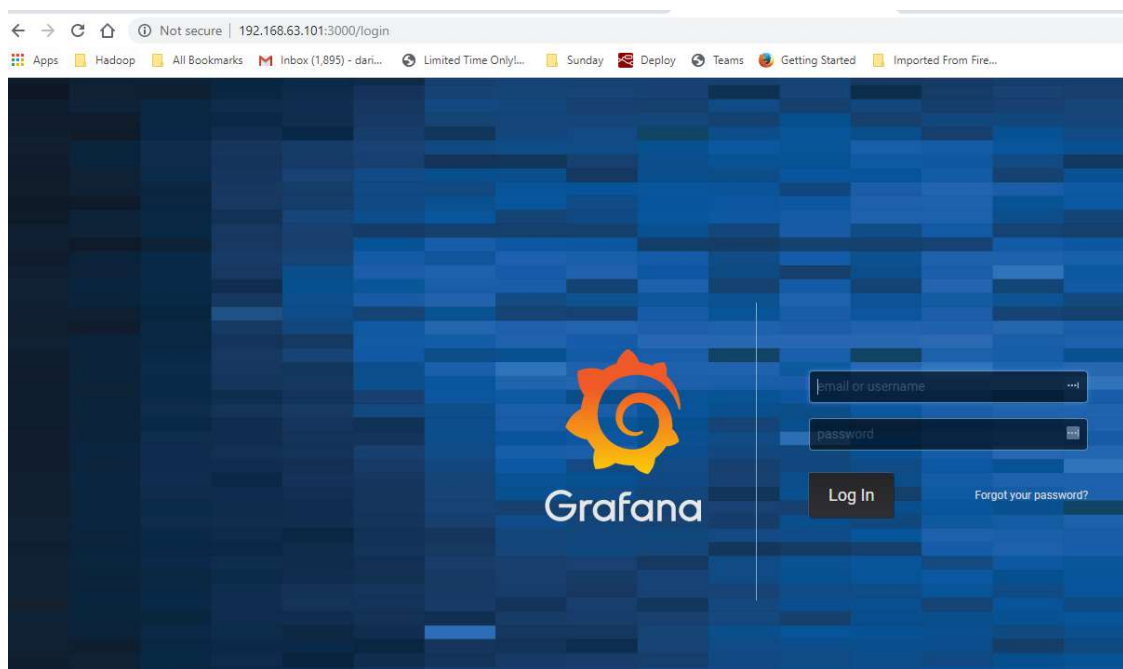 Not secure | 192.168.63.101:3000/login
Apps Hadoop All Bookmarks Inbox (1,895) - dari... Limited Time Only!... Sunday Deploy Teams Getting Started Imported From Fire...
email or username
password
Log In Forgot your password?
Grafana